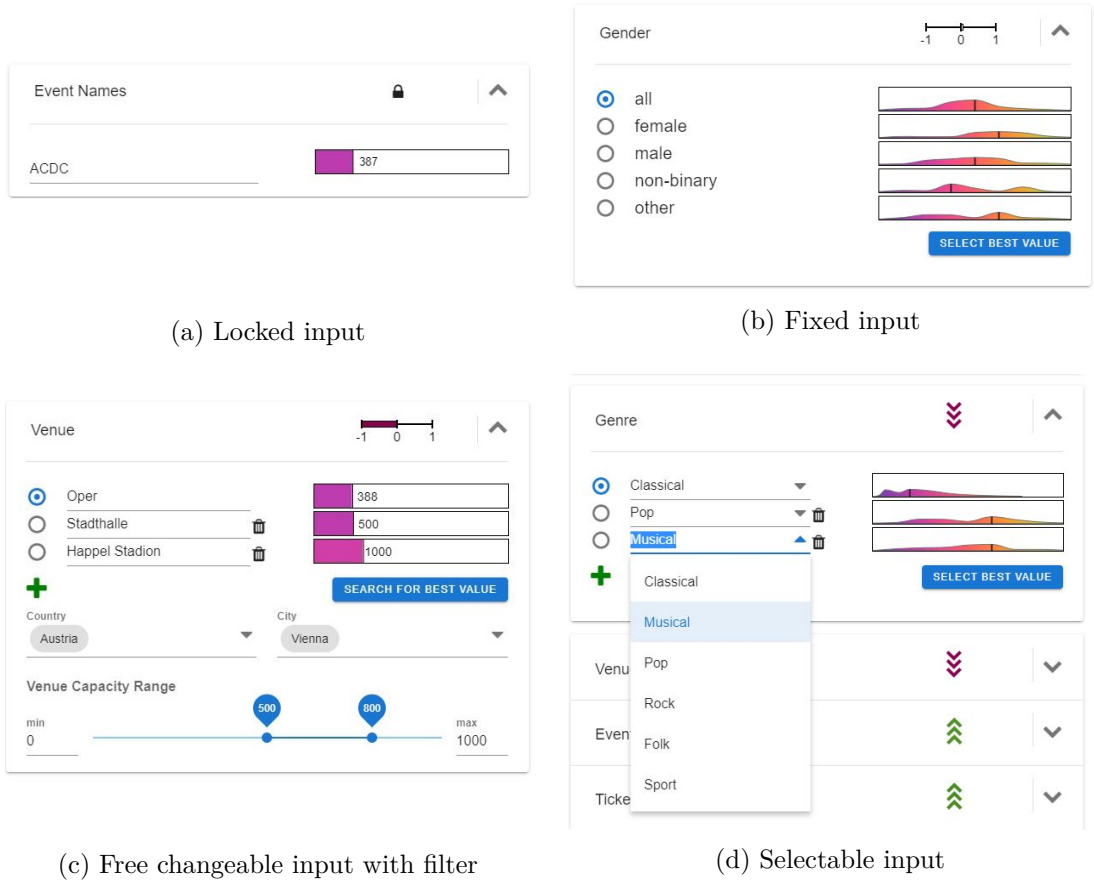 Event Names
ACDC
387
(a) Locked input
Gender
-1 0 1
all
female
male
non-binary
other
SELECT BEST VALUE
(b) Fixed input
Venue
-1 0 1
Oper
388
Stadthalle
500
Happel Stadion
1000
SEARCH FOR BEST VALUE
Country
City
Austria
Vienna
Venue Capacity Range
500
800
min
max
0
1000
(c) Free changeable input with filter
Genre
Classical
Pop
Musical
SELECT BEST VALUE
Classical
Musical
Pop
Rock
Folk
Sport
Venu
Even
Ticke
(d) Selectable input